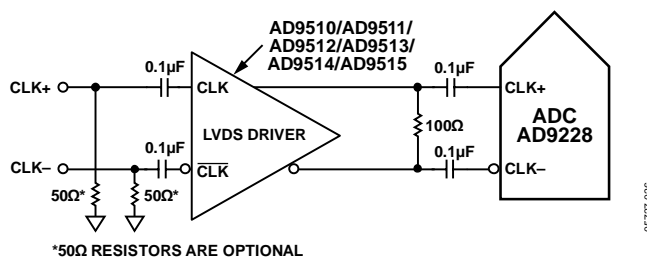 AD9510/AD9511/
AD9512/AD9513/
AD9514/AD9515
0.1µF
0.1µF
CLK+
CLK
CLK+
ADC
AD9228
LVDS DRIVER
100Ω
0.1µF
0.1µF
CLK–
CLK
CLK–
50Ω*
50Ω*
*50Ω RESISTORS ARE OPTIONAL